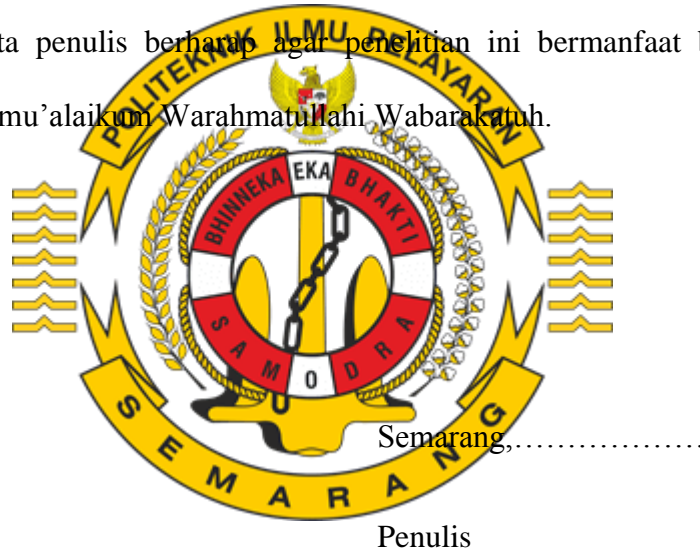 ta penulis berharap agar penelitian ini bermanfaat b
mu’alaikum Warahmatullahi Wabarakatuh.
POLITEKNIK ILMU PELAYARAN
BHINNEKA EKA BHAKTI
SAMODRA
SEMARANG
Semarang,……………….
Penulis